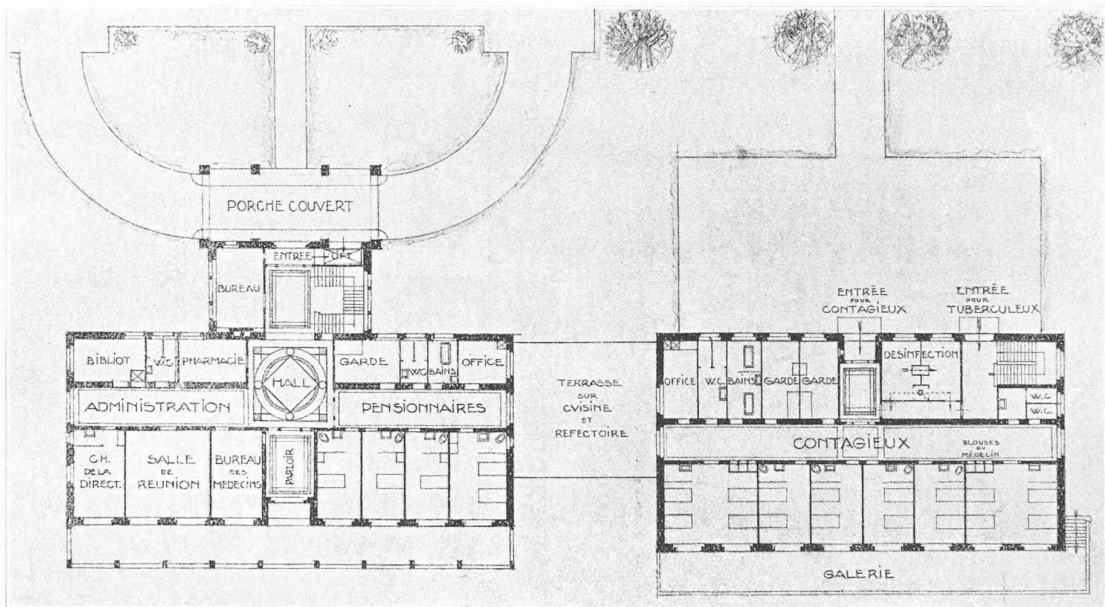 PORCHE COUVERT
ENTRÉE
LIFT
BUREAU
BIBLIOT
W.C
PHARMACIE
HALL
GARDE
W.C
BAINS
OFFICE
ADMINISTRATION
PENSIONNAIRES
CH.
DE LA
DIRECT.
SALLE
DE
REUNION
BUREAU
DES
MEDECINS
PARLOIR
TERRASSE
SUR
CUISINE
ET
REFECTOIRE
ENTRÉE
POUR
CONTAGIEUX
ENTRÉE
POUR
TUBERCULEUX
OFFICE
W.C.
BAINS
GARDE
GARDE
DESINFECTION
W.C
W.C.
CONTAGIEUX
BLOUSES
DU
MÉDECIN
GALERIE